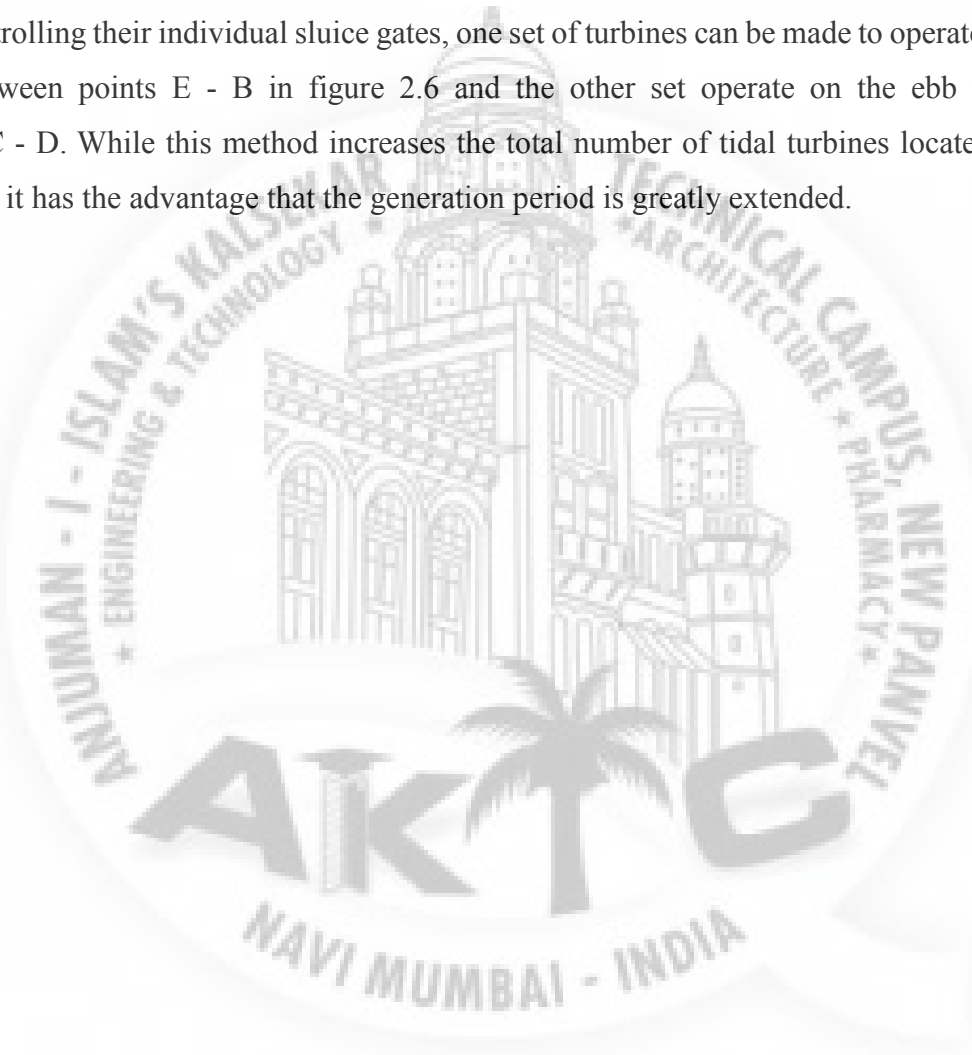 trolling their individual sluice gates, one set of turbines can be made to operate
ween points E - B in figure 2.6 and the other set operate on the ebb
C - D. While this method increases the total number of tidal turbines locate
it has the advantage that the generation period is greatly extended.
ANJUMAN - I - ISLAM'S KALSEKAR TECHNICAL CAMPUS, NEW PANVEL
* ENGINEERING & TECHNOLOGY * ARCHITECTURE * PHARMACY *
AKTC
NAVI MUMBAI - INDIA